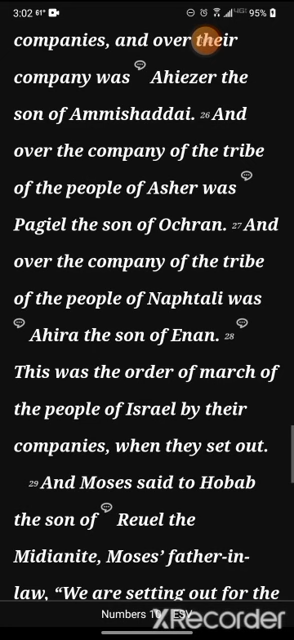 3:02 61° 4G 95%
companies, and over their
company was Ahiezer the
son of Ammishaddai. 26 And
over the company of the tribe
of the people of Asher was
Pagiel the son of Ochran. 27 And
over the company of the tribe
of the people of Naphtali was
Ahira the son of Enan. 28
This was the order of march of
the people of Israel by their
companies, when they set out.
29 And Moses said to Hobab
the son of Reuel the
Midianite, Moses’ father-in-
law, “We are setting out for the
Numbers 10 ESV
XRecorder